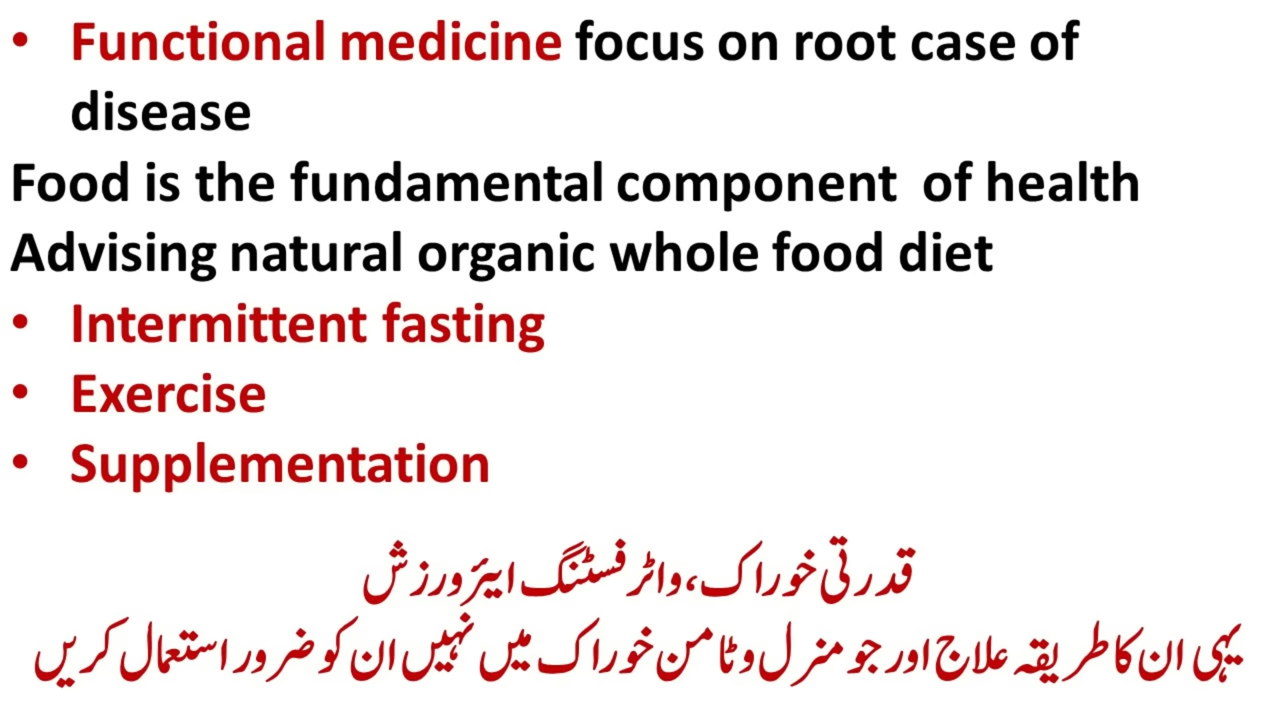 • Functional medicine focus on root case of
disease
Food is the fundamental component of health
Advising natural organic whole food diet
• Intermittent fasting
• Exercise
• Supplementation
قدرتی خوراک، واٹر فسٹنگ ایئر ورزش
یہی ان کا طریقہ علاج اور جو منرل وٹامن خوراک میں نہیں ان کو ضرور استعمال کریں